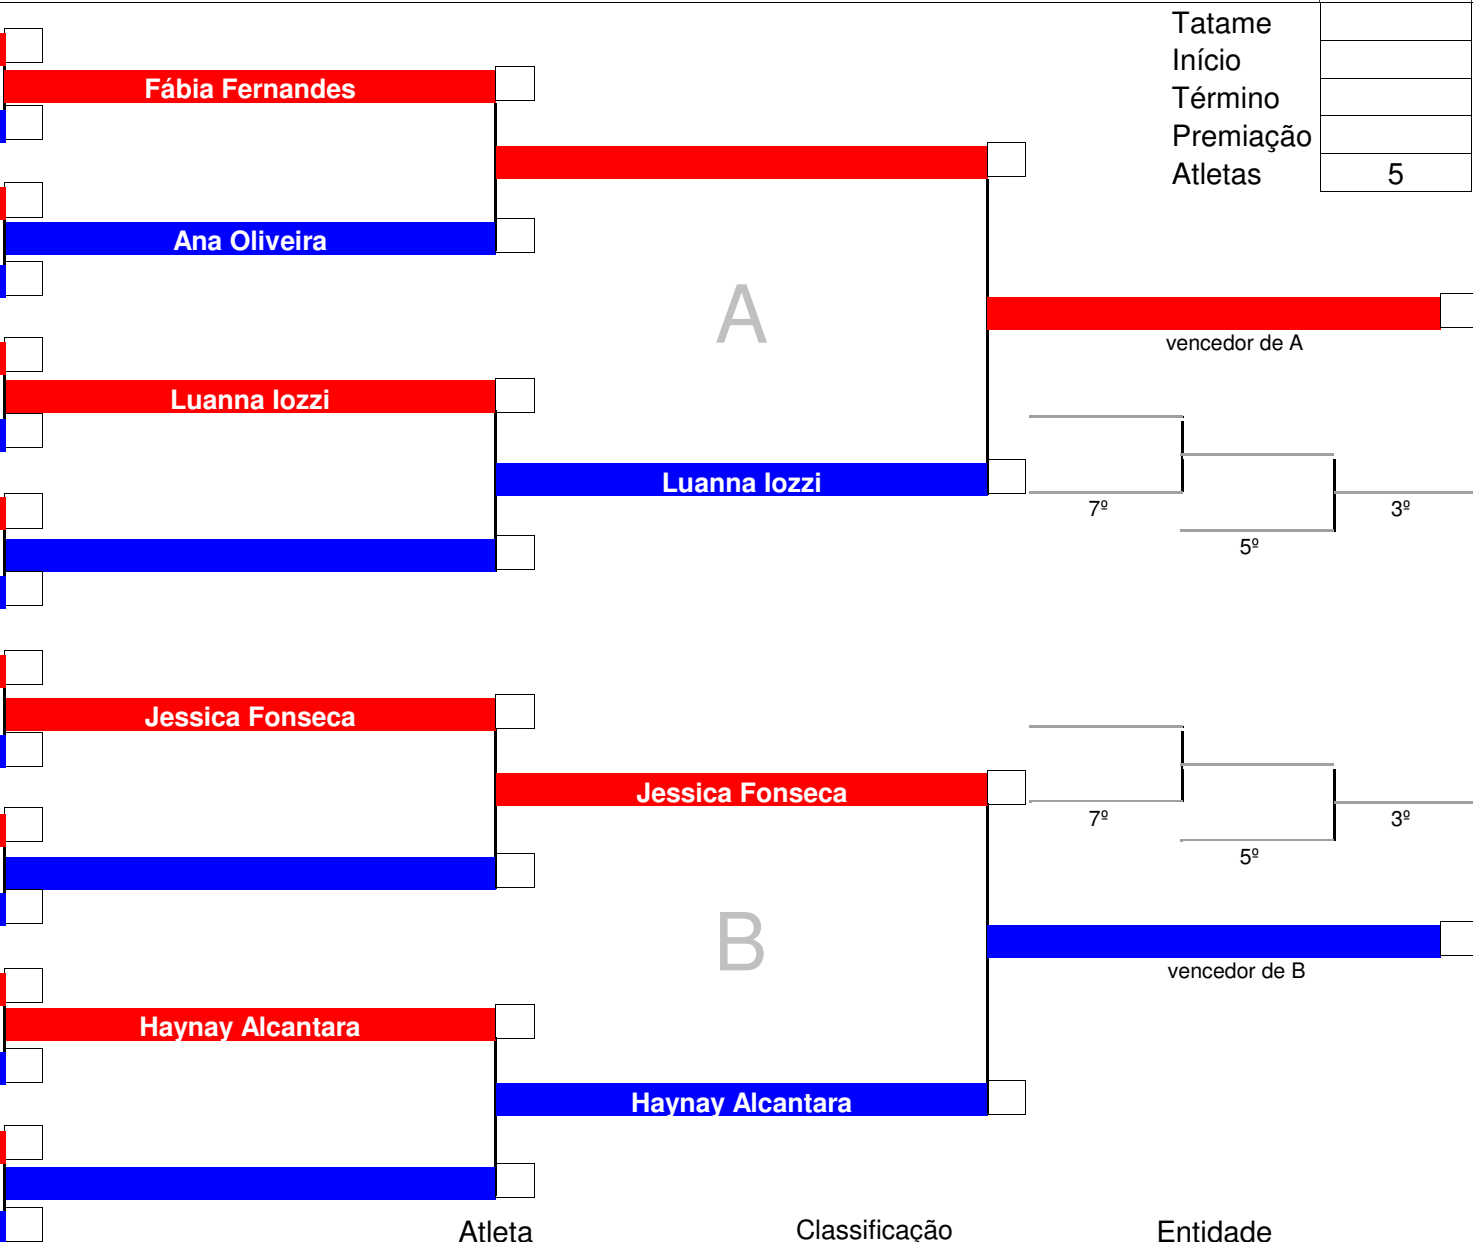 Tatame
Início
Fábia Fernandes
Término
Premiação
Atletas 5
Ana Oliveira
A
vencedor de A
Luanna Iozzi
Luanna Iozzi
7º
3º
5º
Jessica Fonseca
Jessica Fonseca
7º
3º
5º
B
vencedor de B
Haynay Alcantara
Haynay Alcantara
Atleta Classificação Entidade